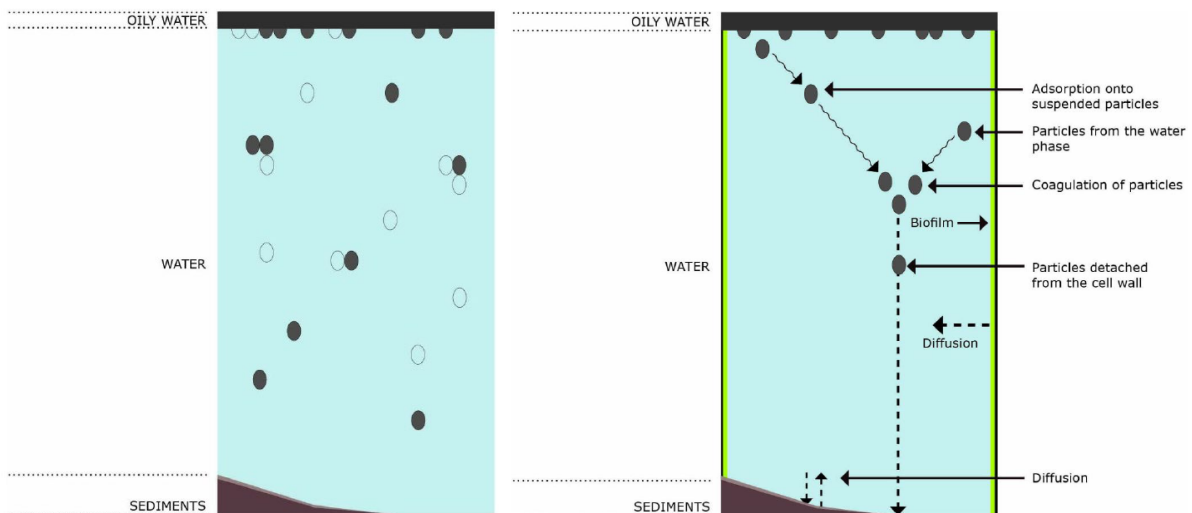 OILY WATER
WATER
SEDIMENTS
OILY WATER
Adsorption onto
suspended particles
Particles from the water
phase
Coagulation of particles
Biofilm
WATER
Particles detached
from the cell wall
Diffusion
Diffusion
SEDIMENTS